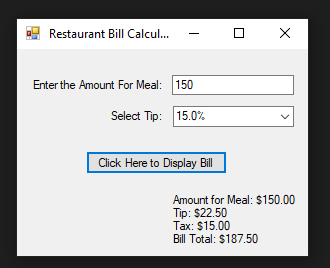 Restaurant Bill Calcul...
Enter the Amount For Meal: 150
Select Tip: 15.0%
Click Here to Display Bill
Amount for Meal: $150.00
Tip: $22.50
Tax: $15.00
Bill Total: $187.50